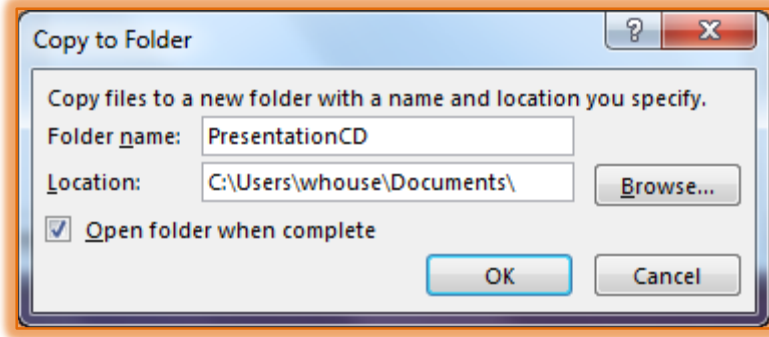 Copy to Folder
Copy files to a new folder with a name and location you specify.
Folder name: PresentationCD
Location: C:\Users\whouse\Documents\ Browse...
Open folder when complete
OK Cancel